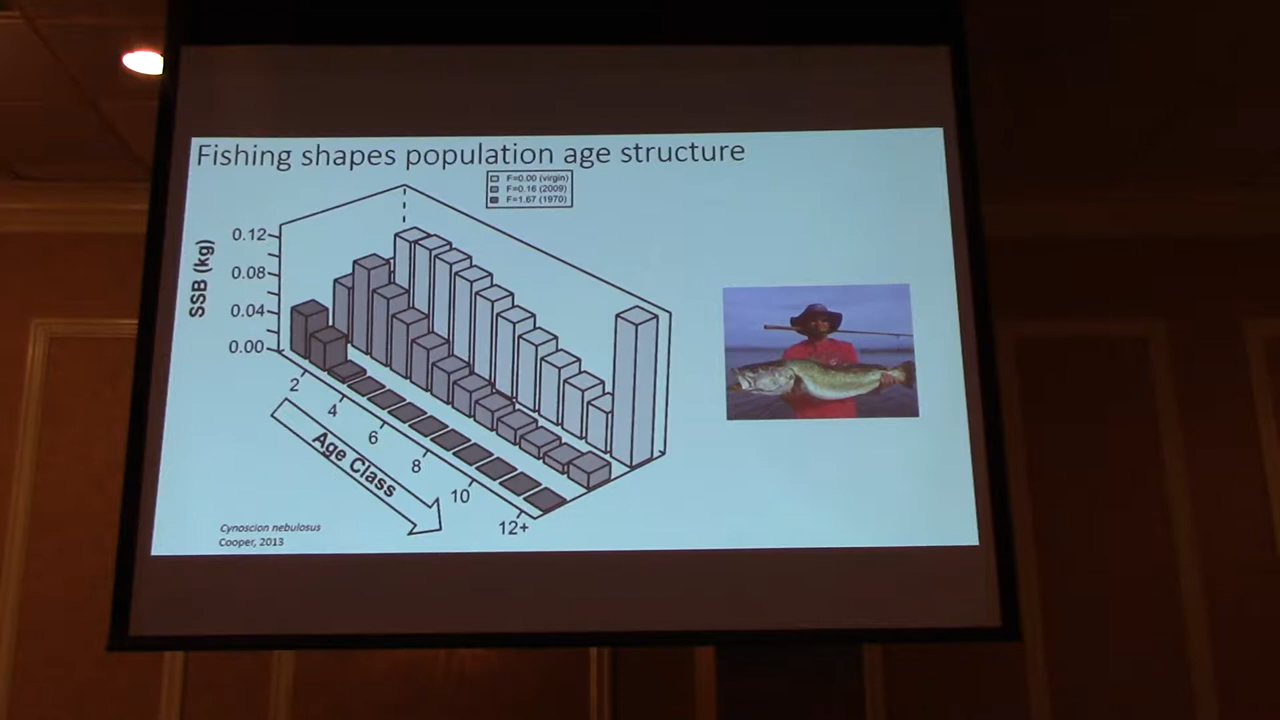 Fishing shapes population age structure
F=0.00 (virgin)
F=0.16 (2009)
F=1.67 (1970)
SSB (kg)
0.12
0.08
0.04
0.00
2
4
6
8
10
12+
Age Class
Cynoscion nebulosus
Cooper, 2013